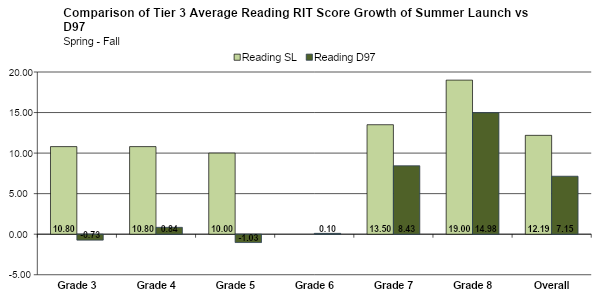 Comparison of Tier 3 Average Reading RIT Score Growth of Summer Launch vs
D97
Spring - Fall
Reading SL Reading D97
20.00
15.00
10.00
5.00
0.00
-5.00
10.80 -0.73 10.80 0.84 10.00 -1.03 0.10 13.50 8.43 19.00 14.98 12.19 7.15
Grade 3 Grade 4 Grade 5 Grade 6 Grade 7 Grade 8 Overall